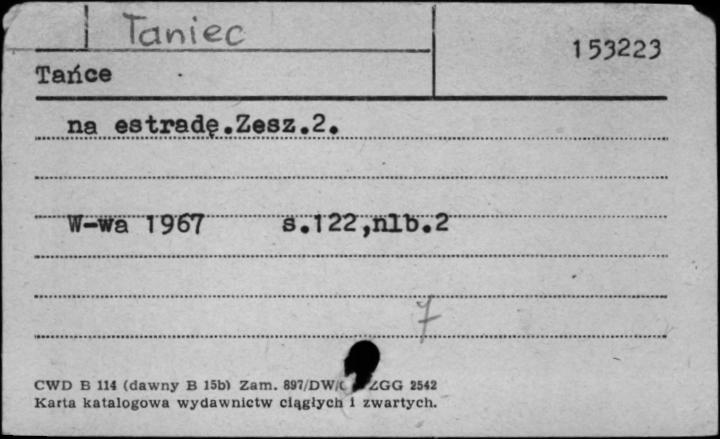 Taniec
153223
Tańce
na estradę.Zesz.2.
W-wa 1967 s.122,nlb.2
7
CWD B 114 (dawny B 15b) Zam. 897/DW/ ZGG 2542
Karta katalogowa wydawnictw ciągłych i zwartych.